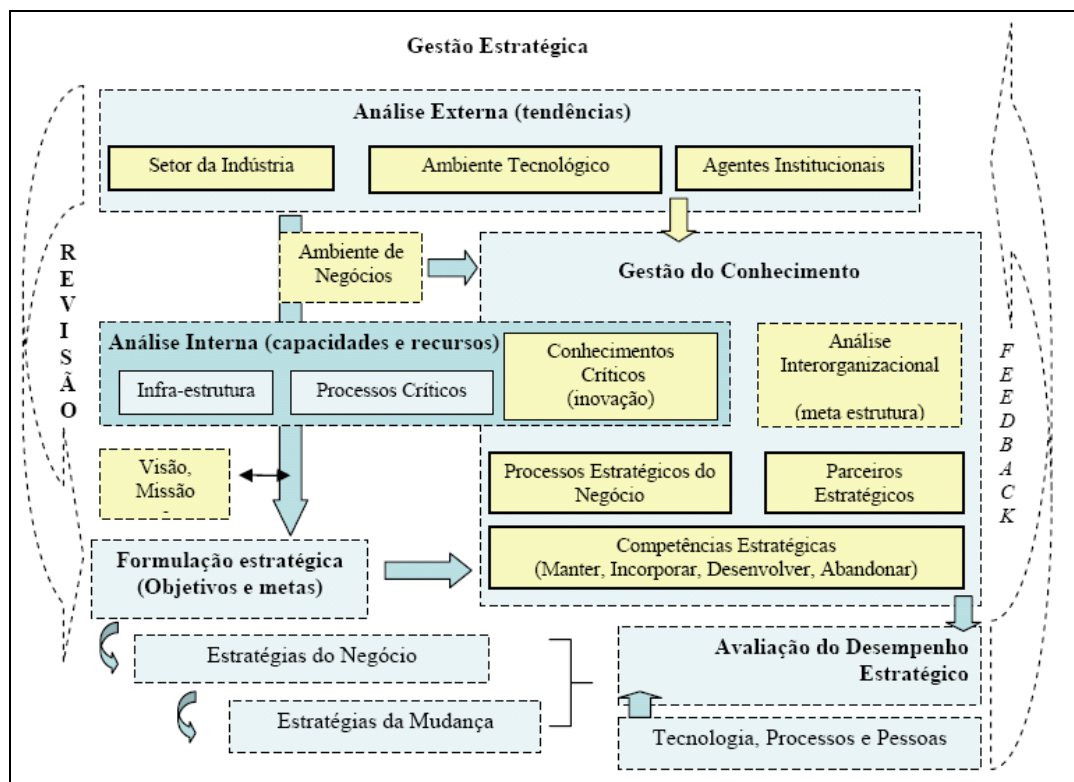 Gestão Estratégica
Análise Externa (tendências)
Setor da Indústria
Ambiente Tecnológico
Agentes Institucionais
REVISÃO
Ambiente de
Negócios
Gestão do Conhecimento
Análise Interna (capacidades e recursos)
Infra-estrutura
Processos Críticos
Conhecimentos
Críticos
(inovação)
Análise
Interorganizacional
(meta estrutura)
FEEDBACK
Visão,
Missão
-
Processos Estratégicos do
Negócio
Parceiros
Estratégicos
Formulação estratégica
(Objetivos e metas)
Competências Estratégicas
(Manter, Incorporar, Desenvolver, Abandonar)
Estratégias do Negócio
Avaliação do Desempenho
Estratégico
Estratégias da Mudança
Tecnologia, Processos e Pessoas